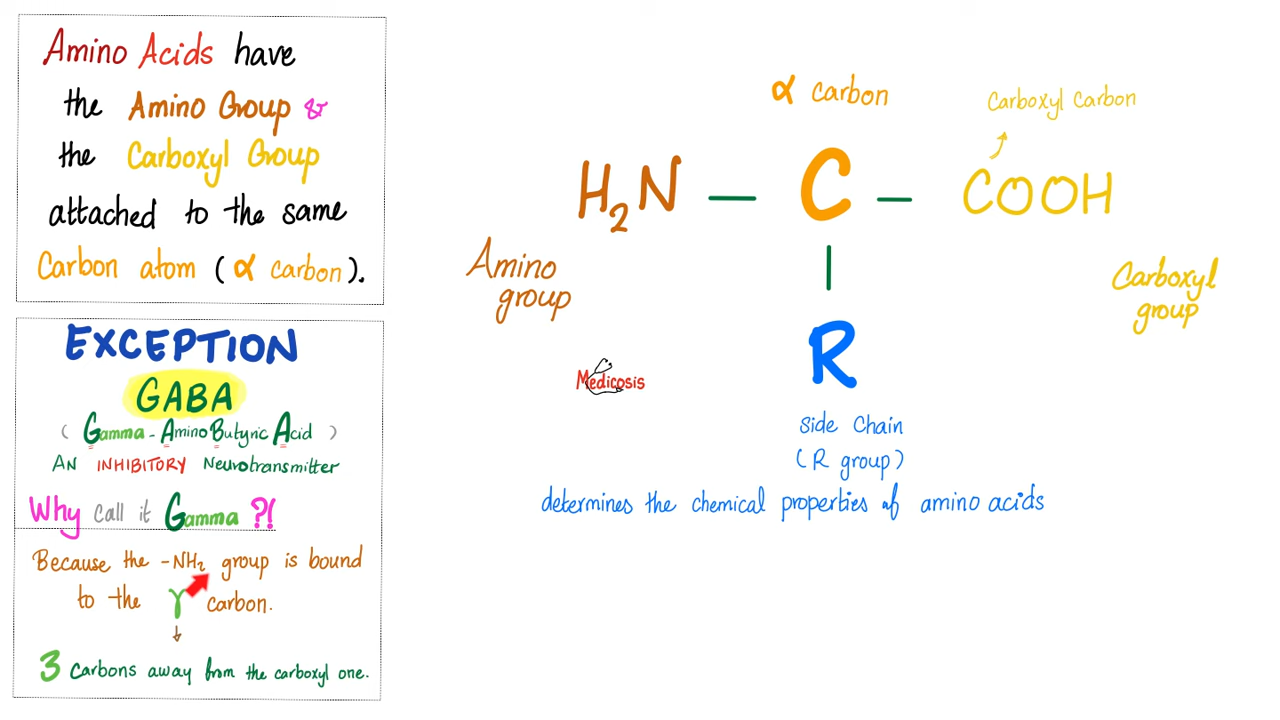 Amino Acids have
the Amino Group &
the Carboxyl Group
attached to the same
Carbon atom (α carbon).
EXCEPTION
GABA
(Gamma-AminoButyric Acid)
AN INHIBITORY Neurotransmitter
Why call it Gamma ?!
Because the -NH2 group is bound
to the γ carbon.
3 Carbons away from the carboxyl one.
α carbon
Carboxyl Carbon
H2N — C — COOH
Amino
group
Carboxyl
group
R
Medicosis
Side Chain
(R group)
determines the chemical properties of amino acids